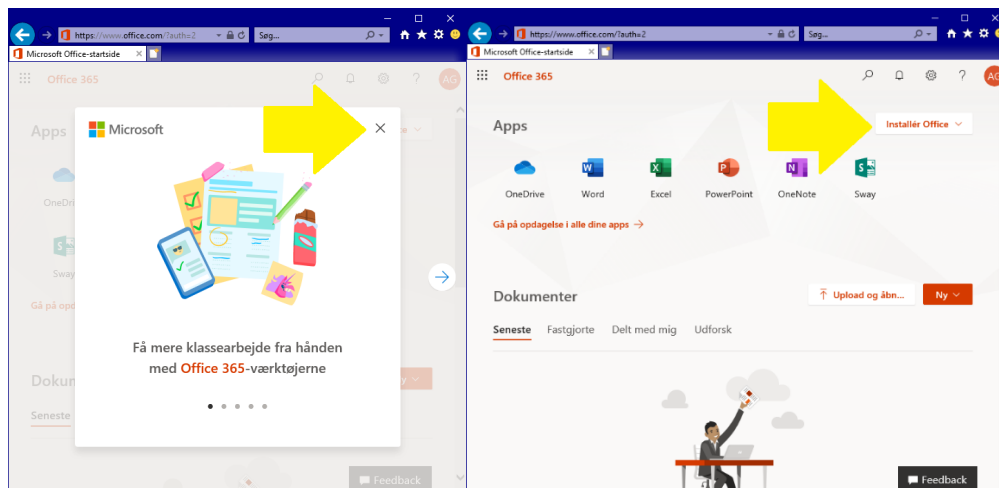 https://www.office.com/?auth=2
Søg...
Microsoft Office-startside
Office 365
AG
Apps
Microsoft
OneDri
Sway
Gå på opd
Få mere klassearbejde fra hånden
med Office 365-værktøjerne
Dokum
Seneste
Feedback
https://www.office.com/?auth=2
Søg...
Microsoft Office-startside
Office 365
AG
Apps
Installér Office
OneDrive
Word
Excel
PowerPoint
OneNote
Sway
Gå på opdagelse i alle dine apps →
Dokumenter
Upload og åbn...
Ny
Seneste
Fastgjorte
Delt med mig
Udforsk
Feedback